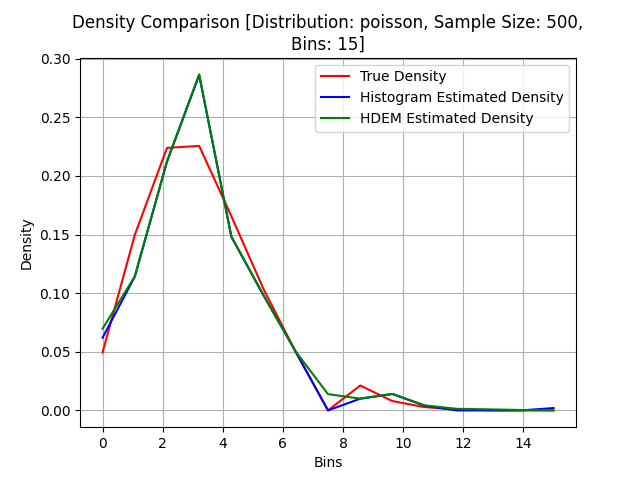 Density Comparison [Distribution: poisson, Sample Size: 500,
Bins: 15]
True Density
Histogram Estimated Density
HDEM Estimated Density
Density
0.30
0.25
0.20
0.15
0.10
0.05
0.00
0 2 4 6 8 10 12 14
Bins